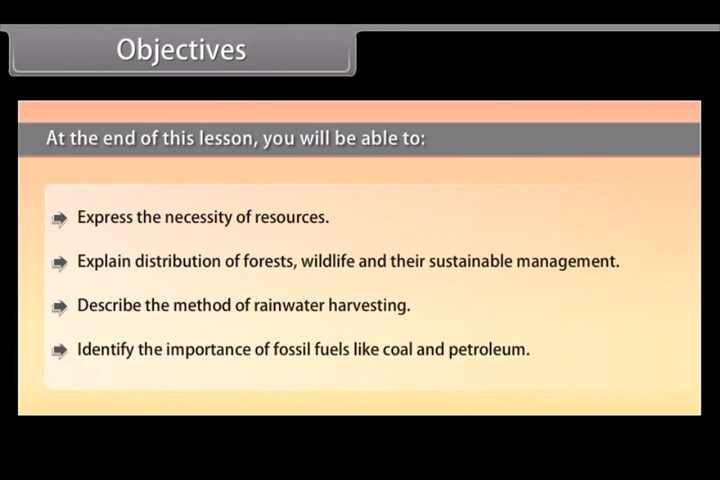 Objectives
At the end of this lesson, you will be able to:
Express the necessity of resources.
Explain distribution of forests, wildlife and their sustainable management.
Describe the method of rainwater harvesting.
Identify the importance of fossil fuels like coal and petroleum.